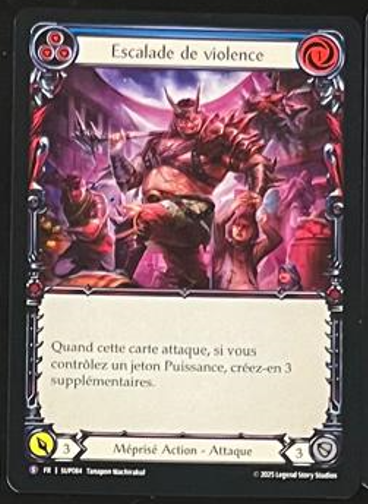 Escalade de violence
1
Quand cette carte attaque, si vous
contrôlez un jeton Puissance, créez-en 3
supplémentaires.
3
Méprisé Action - Attaque
3
S FR | SUP084 Tanapon Wachirakul
© 2025 Legend Story Studios